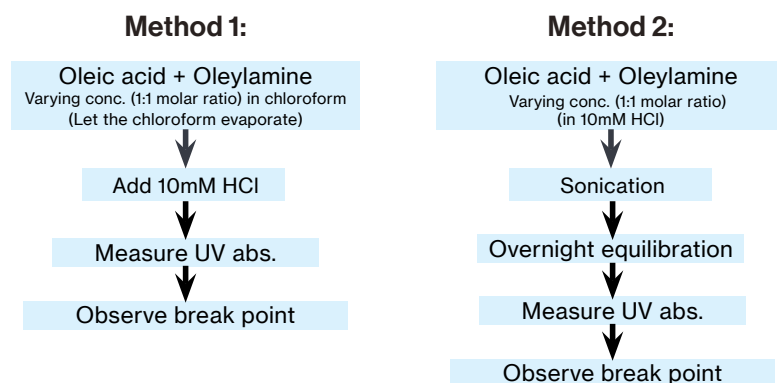 Method 1:
Oleic acid + Oleylamine
Varying conc. (1:1 molar ratio) in chloroform
(Let the chloroform evaporate)
Add 10mM HCl
Measure UV abs.
Observe break point
Method 2:
Oleic acid + Oleylamine
Varying conc. (1:1 molar ratio)
(in 10mM HCl)
Sonication
Overnight equilibration
Measure UV abs.
Observe break point